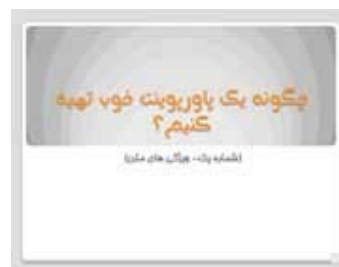 چگونه یک پاورپوینت خوب تهیه
کنیم؟
(شماره یک- ویژگی های متن)